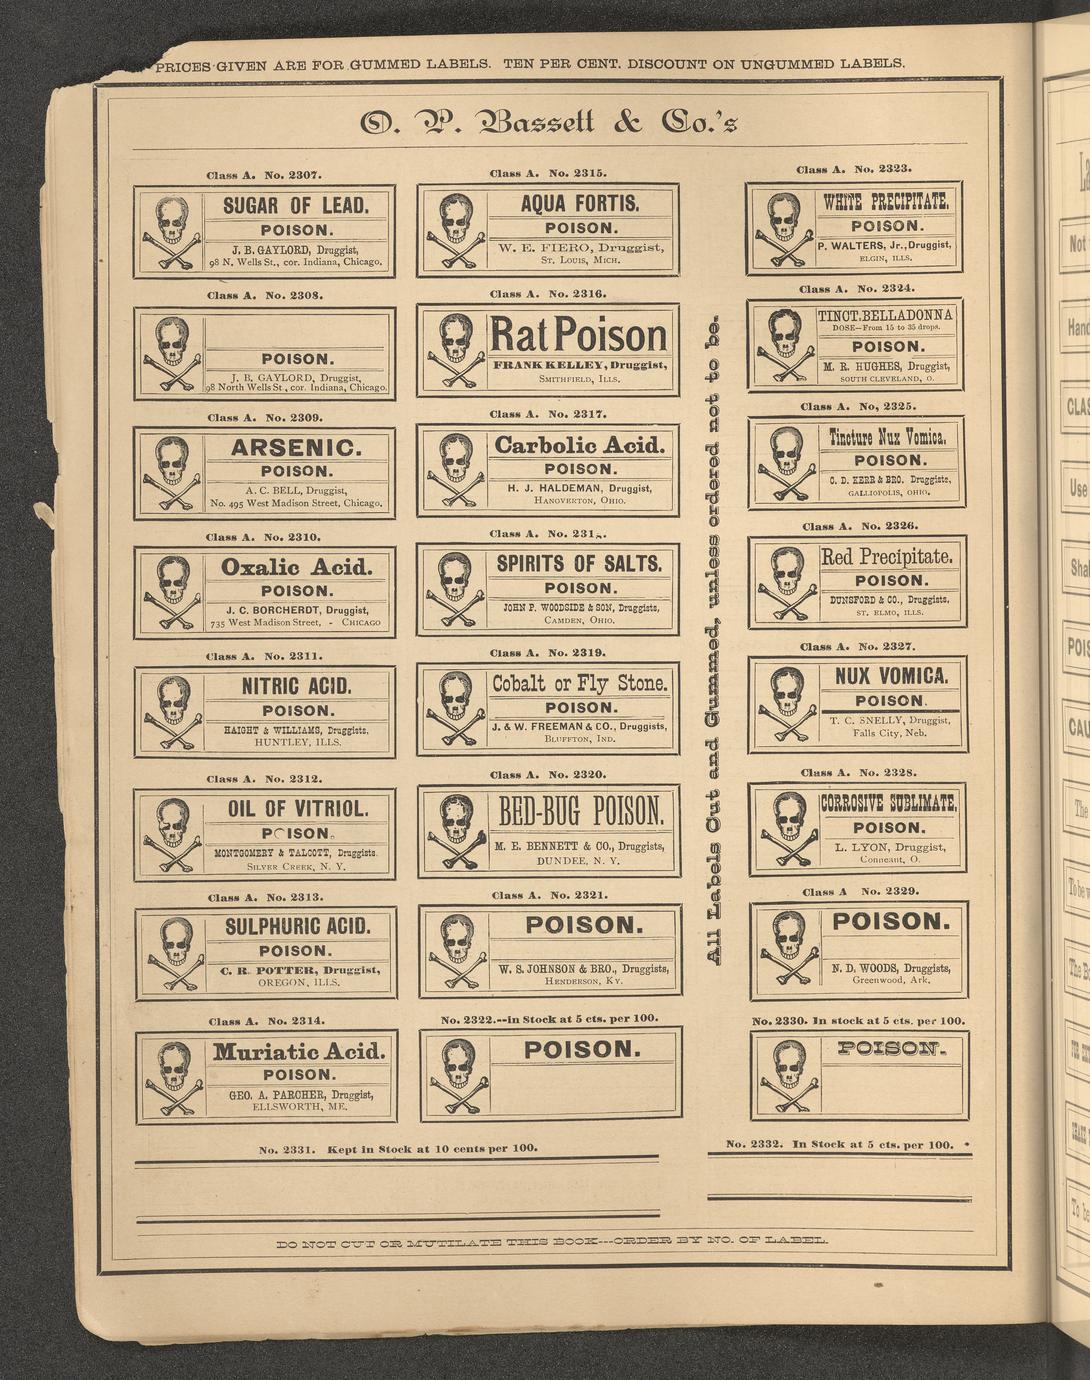 PRICES GIVEN ARE FOR GUMMED LABELS. TEN PER CENT. DISCOUNT ON UNGUMMED LABELS.
O. P. Bassett & Co.'s
Class A. No. 2307.
SUGAR OF LEAD.
POISON.
J. B. GAYLORD, Druggist,
98 N. Wells St., cor. Indiana, Chicago.
Class A. No. 2308.
POISON.
J. B. GAYLORD, Druggist,
98 North Wells St., cor. Indiana, Chicago.
Class A. No. 2309.
ARSENIC.
POISON.
A. C. BELL, Druggist,
No. 495 West Madison Street, Chicago.
Class A. No. 2310.
Oxalic Acid.
POISON.
J. C. BORCHERDT, Druggist,
735 West Madison Street, - CHICAGO
Class A. No. 2311.
NITRIC ACID.
POISON.
HAIGHT & WILLIAMS, Druggists,
HUNTLEY, ILLS.
Class A. No. 2312.
OIL OF VITRIOL.
POISON.
MONTGOMERY & TALCOTT, Druggists.
SILVER CREEK, N. Y.
Class A. No. 2313.
SULPHURIC ACID.
POISON.
C. R. POTTER, Druggist,
OREGON, ILLS.
Class A. No. 2314.
Muriatic Acid.
POISON.
GEO. A. PARCHER, Druggist,
ELLSWORTH, ME.
Class A. No. 2315.
AQUA FORTIS.
POISON.
W. E. FIERO, Druggist,
ST. LOUIS, MICH.
Class A. No. 2316.
Rat Poison
FRANK KELLEY, Druggist,
SMITHFIELD, ILLS.
Class A. No. 2317.
Carbolic Acid.
POISON.
H. J. HALDEMAN, Druggist,
HANOVERTON, OHIO.
Class A. No. 231
SPIRITS OF SALTS.
POISON.
JOHN P. WOODSIDE & SON, Druggists,
CAMDEN, OHIO.
Class A. No. 2319.
Cobalt or Fly Stone.
POISON.
J. & W. FREEMAN & CO., Druggists,
BLUFFTON, IND.
Class A. No. 2320.
BED-BUG POISON.
M. E. BENNETT & CO., Druggists,
DUNDEE, N. Y.
Class A. No. 2321.
POISON.
W. S. JOHNSON & BRO., Druggists,
HENDERSON, KY.
No. 2322.--in Stock at 5 cts. per 100.
POISON.
All Labels Cut and Gummed, unless ordered not to be.
Class A. No. 2323.
WHITE PRECIPITATE.
POISON.
P. WALTERS, Jr., Druggist,
ELGIN, ILLS.
Class A. No. 2324.
TINCT. BELLADONNA
DOSE—From 15 to 35 drops.
POISON.
M. R. HUGHES, Druggist,
SOUTH CLEVELAND, O.
Class A. No, 2325.
Tincture Nux Vomica.
POISON.
C. D. KERR & BRO. Druggists,
GALLIOPOLIS, OHIO.
Class A. No. 2326.
Red Precipitate.
POISON.
DUNSFORD & CO., Druggists,
ST. ELMO, ILLS.
Class A. No. 2327.
NUX VOMICA.
POISON.
T. C. SNELLY, Druggist,
Falls City, Neb.
Class A. No. 2328.
CORROSIVE SUBLIMATE.
POISON.
L. LYON, Druggist,
Conneant, O.
Class A No. 2329.
POISON.
N. D. WOODS, Druggists,
Greenwood, Ark.
No. 2330. In stock at 5 cts. per 100.
POISON.
No. 2331. Kept in Stock at 10 cents per 100.
No. 2332. In Stock at 5 cts. per 100.
DO NOT CUT OR MUTILATE THIS BOOK---ORDER BY NO. OF LABEL.